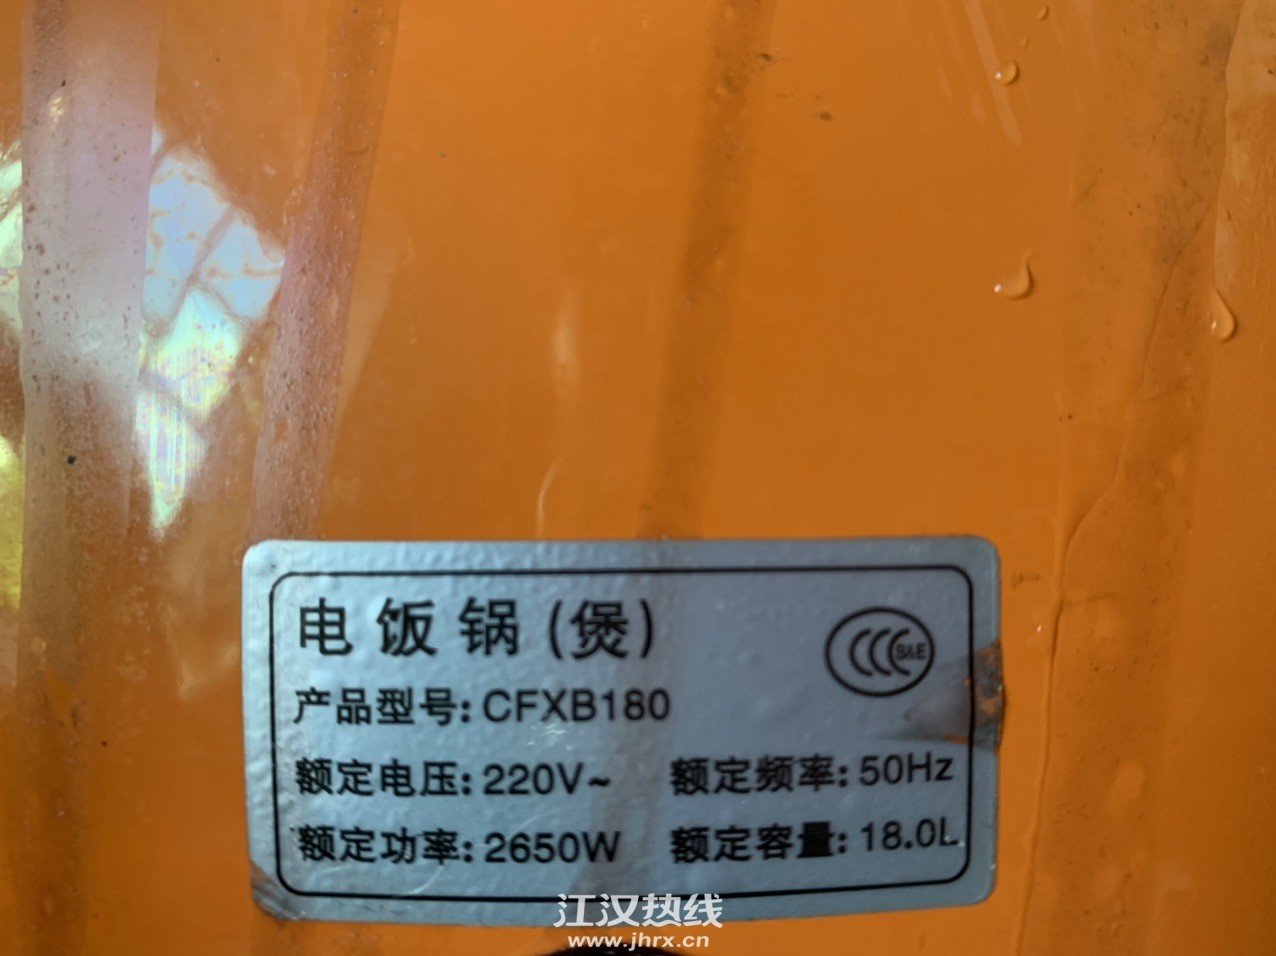 电饭锅(煲)
CCC S&E
产品型号: CFXB180
额定电压: 220V~ 额定频率: 50Hz
额定功率: 2650W 额定容量: 18.0L
江汉热线
www.jhrx.cn